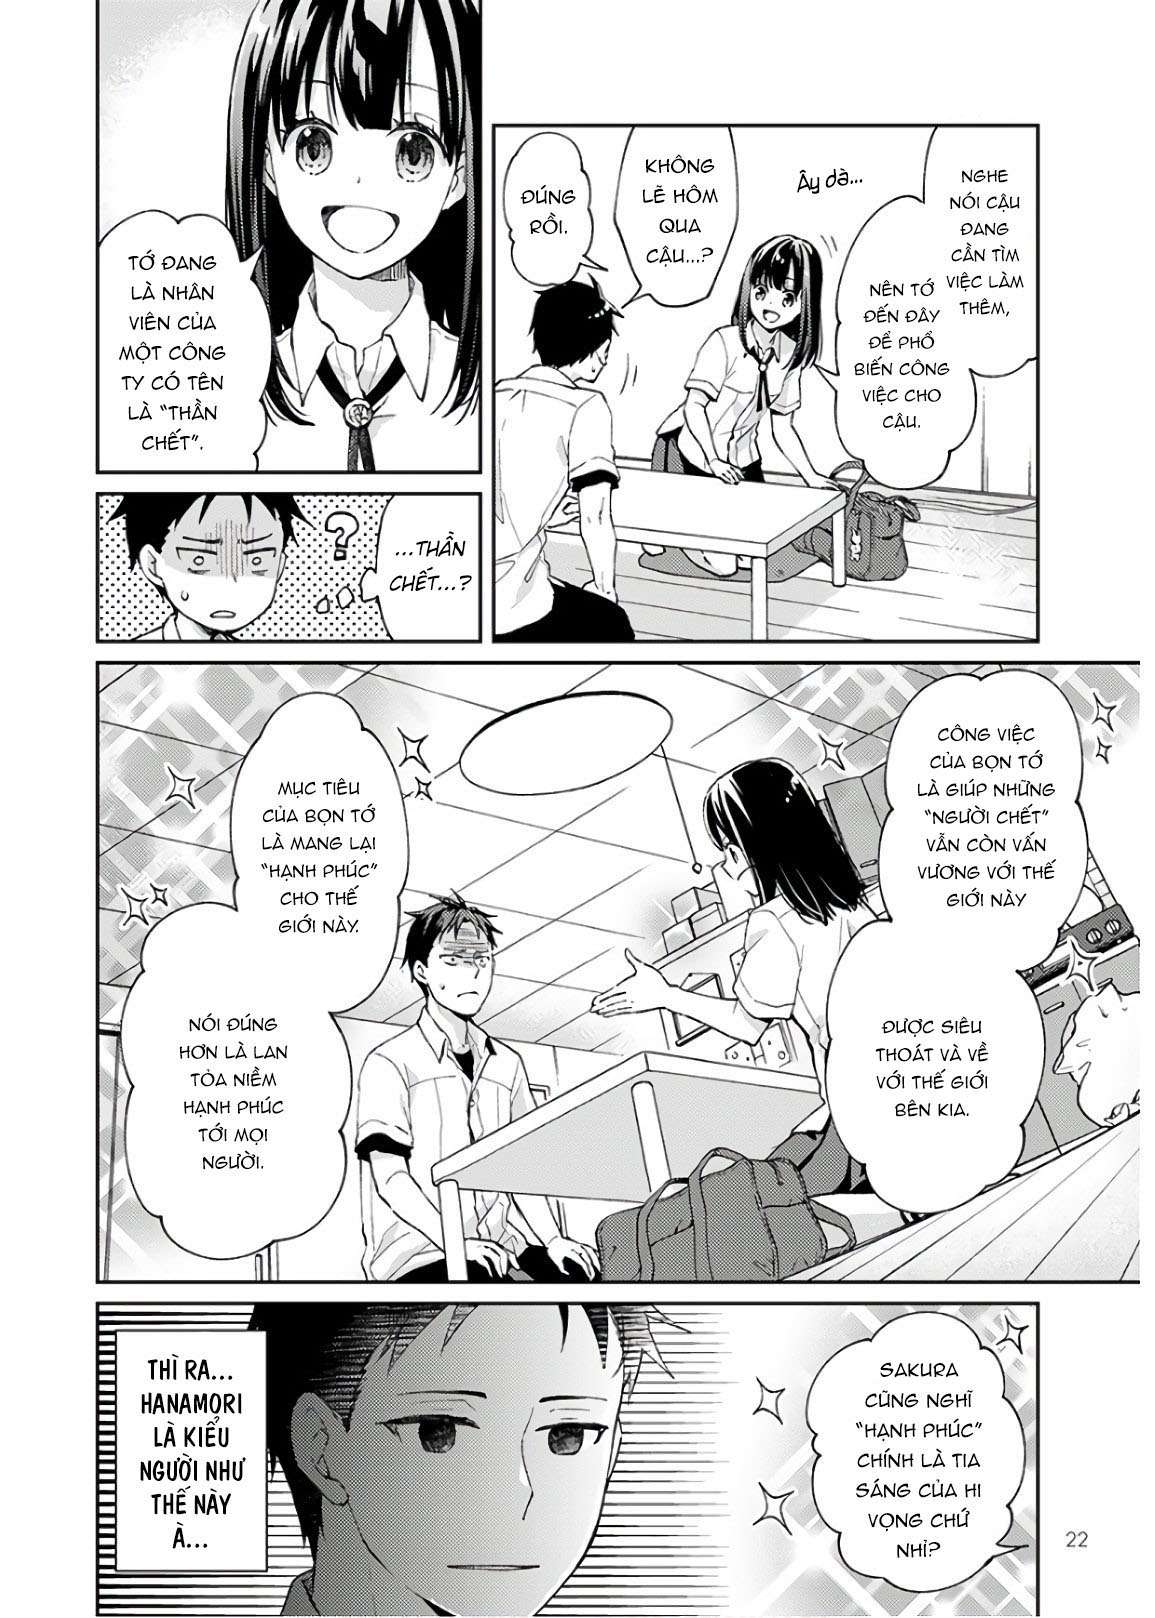 NGHE
NÓI CẬU
ĐANG
CẦN TÌM
VIỆC LÀM
THÊM,
NÊN TỚ
ĐẾN ĐÂY
ĐỂ PHỔ
BIẾN CÔNG
VIỆC CHO
CẬU.
Ây dà...
KHÔNG
LẼ HÔM
QUA
CẬU...?
ĐÚNG
RỒI.
TỚ ĐANG
LÀ NHÂN
VIÊN CỦA
MỘT CÔNG
TY CÓ TÊN
LÀ "THẦN
CHẾT".
...THẦN
CHẾT...?
?
CÔNG VIỆC
CỦA BỌN TỚ
LÀ GIÚP NHỮNG
"NGƯỜI CHẾT"
VẪN CÒN VẤN
VƯƠNG VỚI THẾ
GIỚI NÀY
ĐƯỢC SIÊU
THOÁT VÀ VỀ
VỚI THẾ GIỚI
BÊN KIA.
MỤC TIÊU
CỦA BỌN TỚ
LÀ MANG LẠI
"HẠNH PHÚC"
CHO THẾ
GIỚI NÀY.
NÓI ĐÚNG
HƠN LÀ LAN
TỎA NIỀM
HẠNH PHÚC
TỚI MỌI
NGƯỜI.
SAKURA
CŨNG NGHĨ
"HẠNH PHÚC"
CHÍNH LÀ TIA
SÁNG CỦA HI
VỌNG CHỨ
NHỈ?
THÌ RA...
HANAMORI
LÀ KIỂU
NGƯỜI NHƯ
THẾ NÀY
À...
22